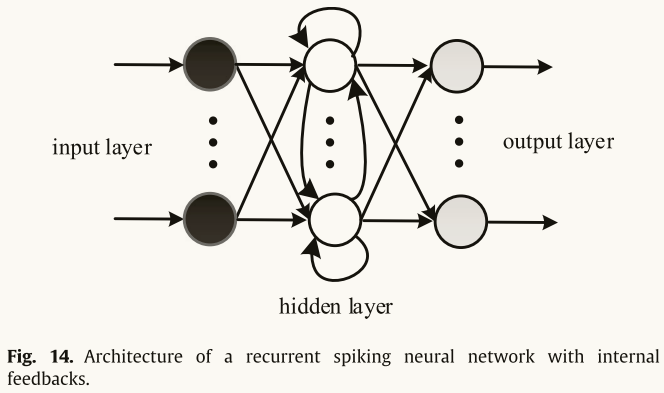 input layer
output layer
hidden layer
Fig. 14. Architecture of a recurrent spiking neural network with internal
feedbacks.